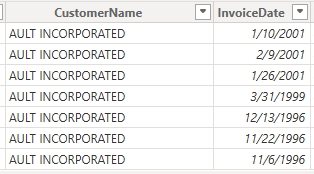 CustomerName InvoiceDate
AULT INCORPORATED 1/10/2001
AULT INCORPORATED 2/9/2001
AULT INCORPORATED 1/26/2001
AULT INCORPORATED 3/31/1999
AULT INCORPORATED 12/13/1996
AULT INCORPORATED 11/22/1996
AULT INCORPORATED 11/6/1996